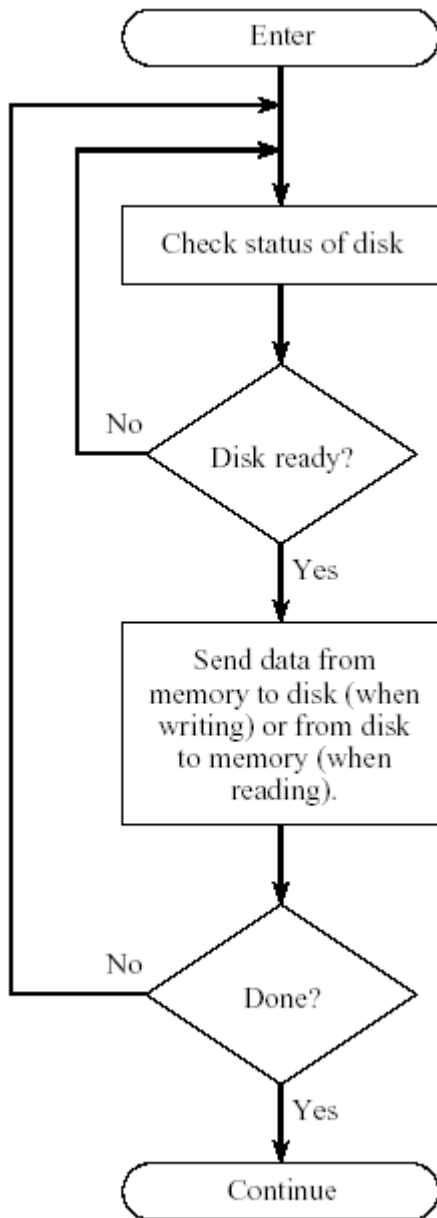 Enter
Check status of disk
No
Disk ready?
Yes
Send data from
memory to disk (when
writing) or from disk
to memory (when
reading).
No
Done?
Yes
Continue